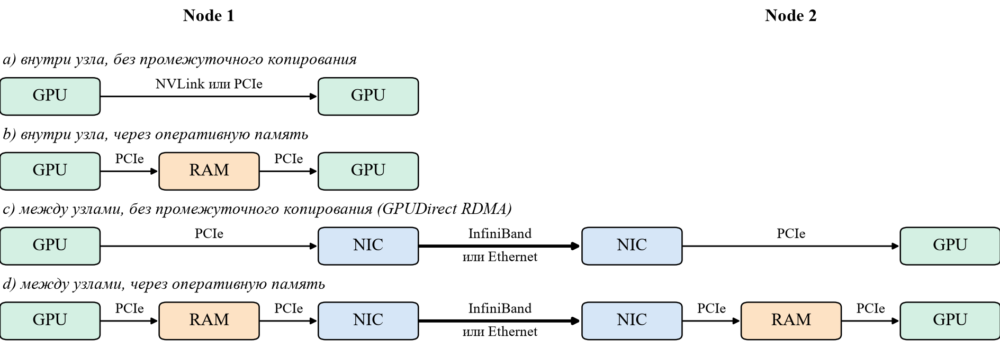 Node 1
Node 2
a) внутри узла, без промежуточного копирования
NVLink или PCIe
GPU
GPU
b) внутри узла, через оперативную память
PCIe
PCIe
GPU
RAM
GPU
c) между узлами, без промежуточного копирования (GPUDirect RDMA)
PCIe
InfiniBand
PCIe
GPU
NIC
NIC
GPU
или Ethernet
d) между узлами, через оперативную память
PCIe
PCIe
InfiniBand
PCIe
PCIe
GPU
RAM
NIC
NIC
RAM
GPU
или Ethernet